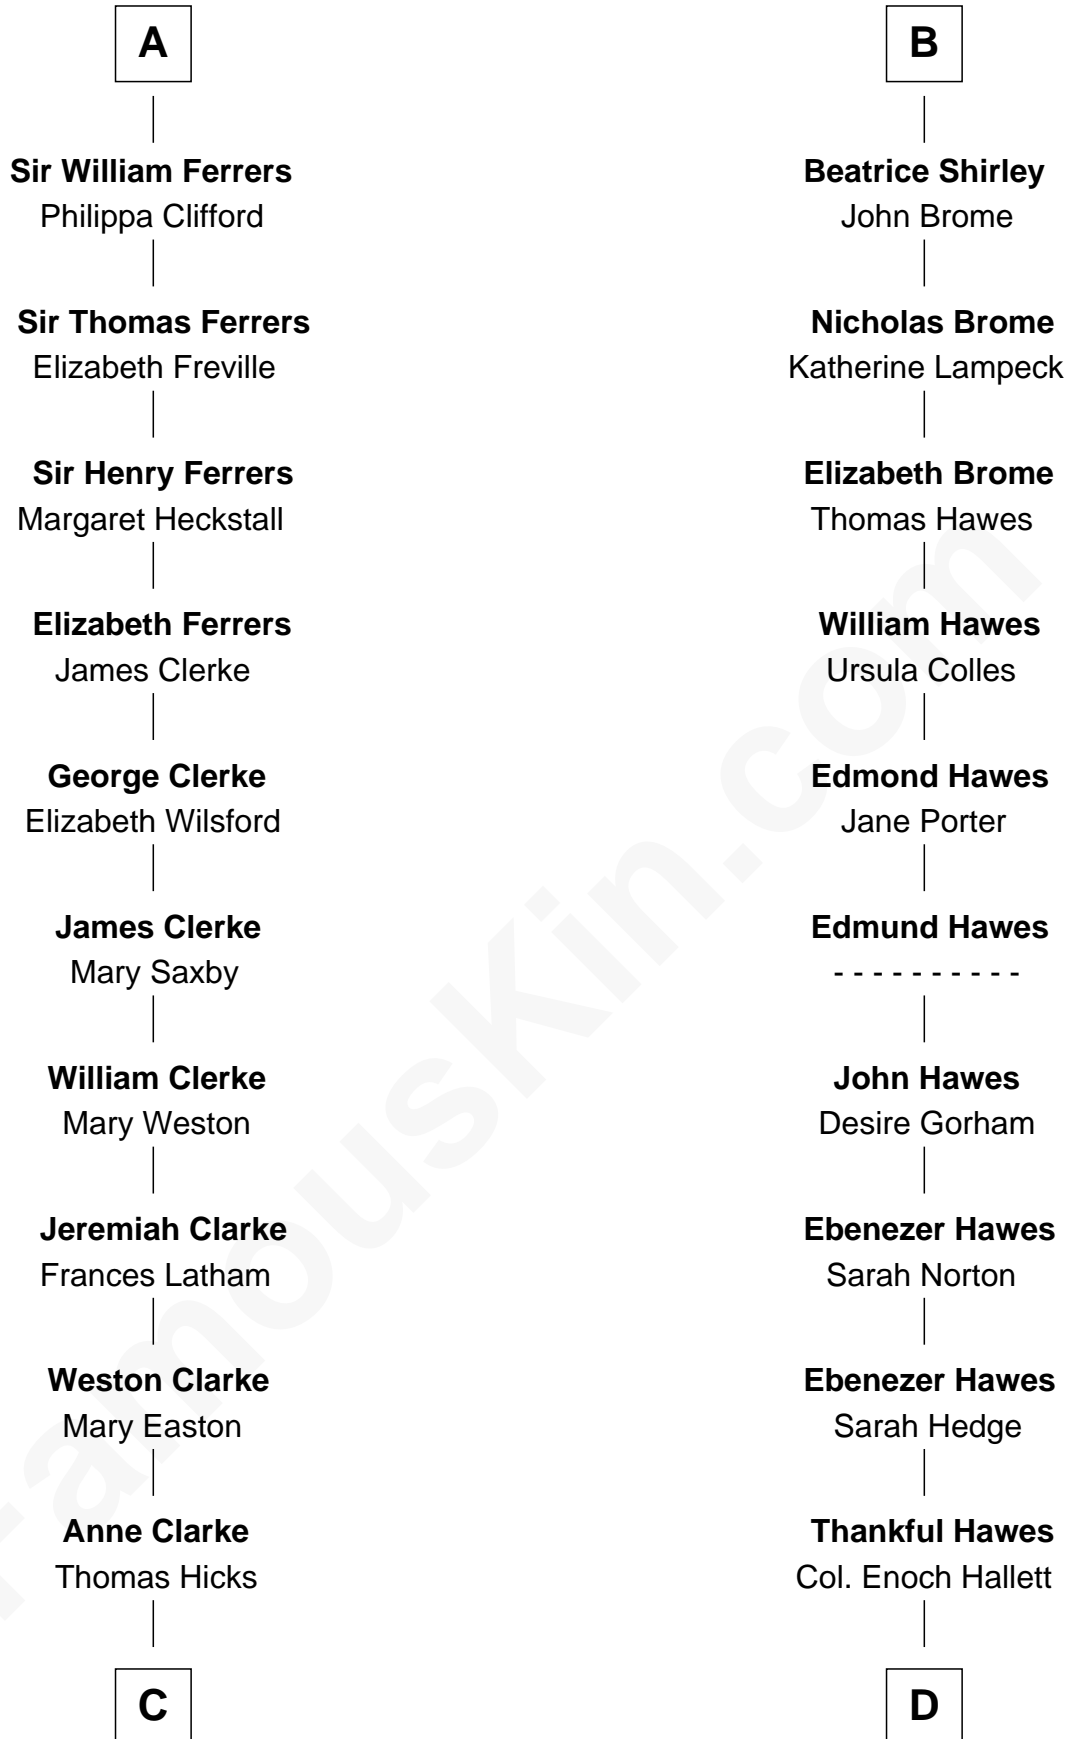 A
Sir William Ferrers
Philippa Clifford
Sir Thomas Ferrers
Elizabeth Freville
Sir Henry Ferrers
Margaret Heckstall
Elizabeth Ferrers
James Clerke
George Clerke
Elizabeth Wilsford
James Clerke
Mary Saxby
William Clerke
Mary Weston
Jeremiah Clarke
Frances Latham
Weston Clarke
Mary Easton
Anne Clarke
Thomas Hicks
C
B
Beatrice Shirley
John Brome
Nicholas Brome
Katherine Lampeck
Elizabeth Brome
Thomas Hawes
William Hawes
Ursula Colles
Edmond Hawes
Jane Porter
Edmund Hawes
- - - - - - - - - -
John Hawes
Desire Gorham
Ebenezer Hawes
Sarah Norton
Ebenezer Hawes
Sarah Hedge
Thankful Hawes
Col. Enoch Hallett
D
FamousKin.com